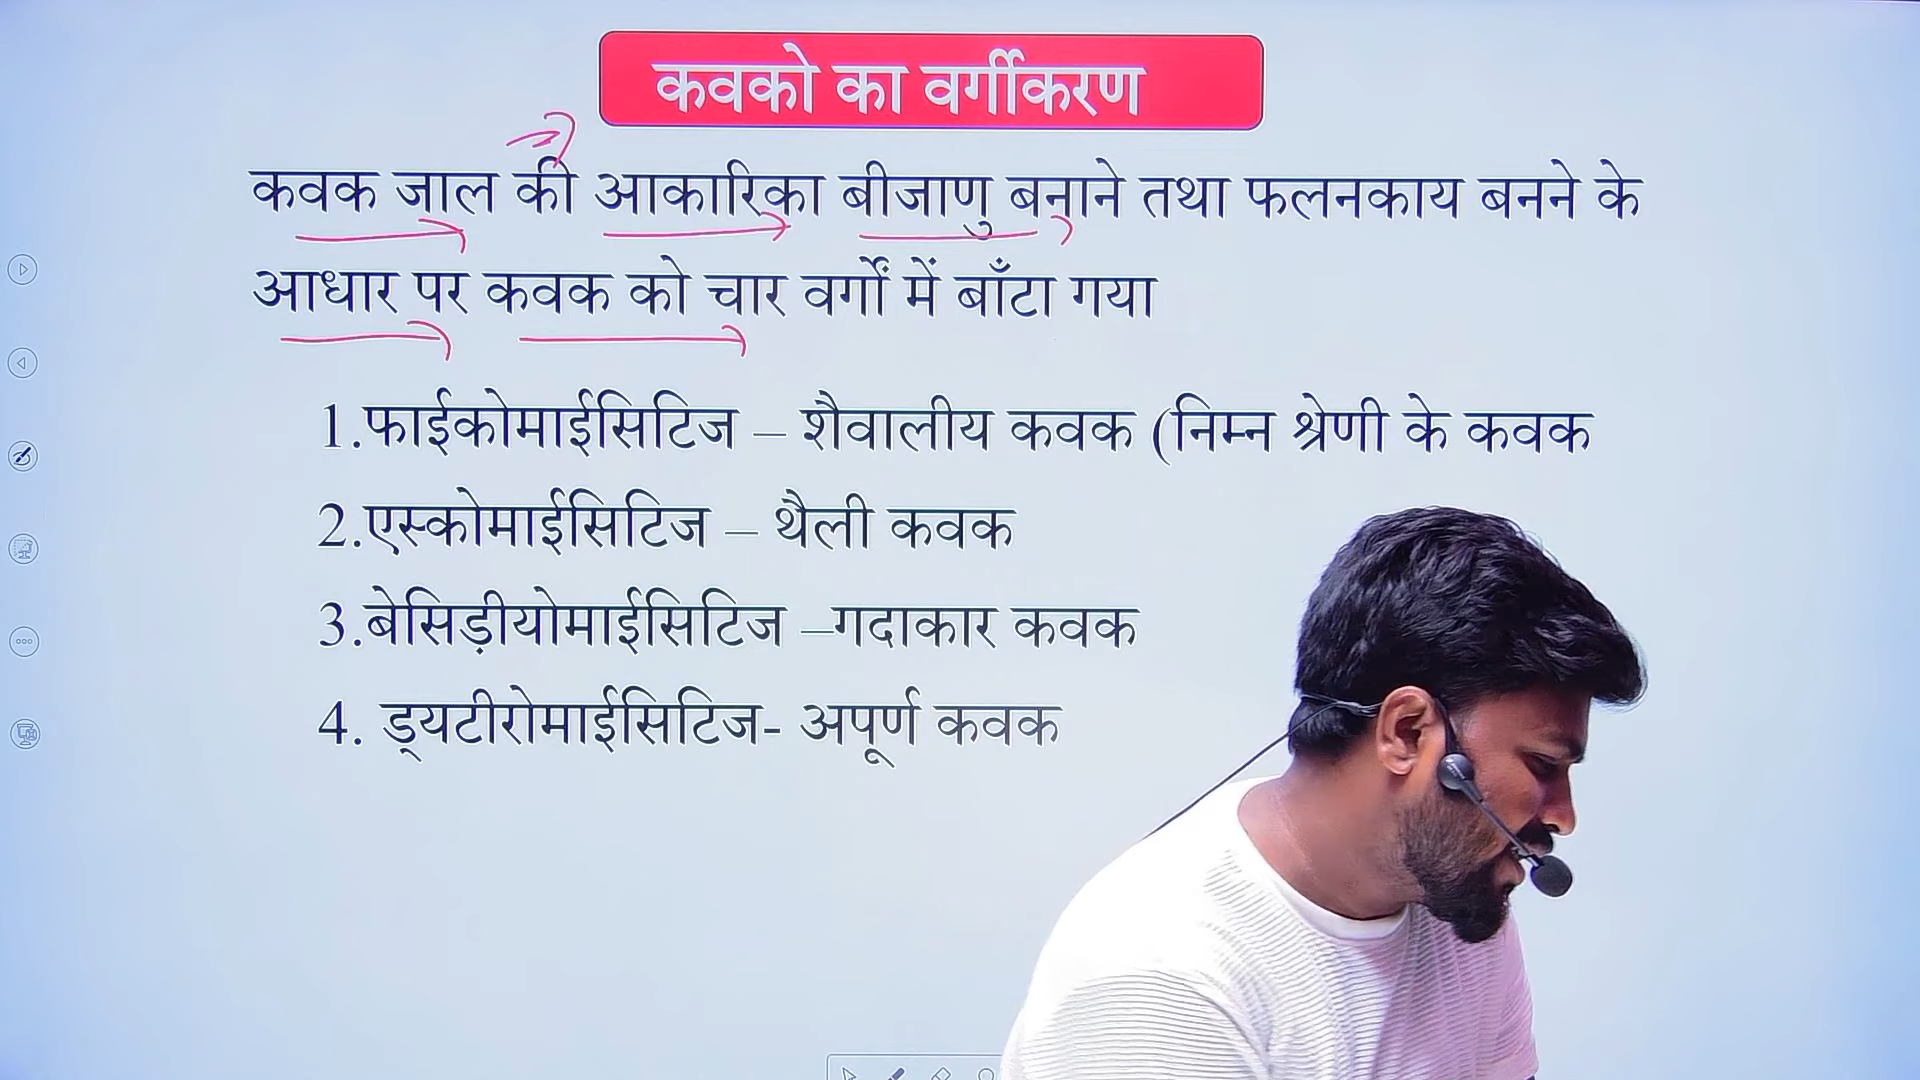 कवको का वर्गीकरण
कवक जाल की आकारिका बीजाणु बनाने तथा फलनकाय बनने के
आधार पर कवक को चार वर्गों में बाँटा गया
1.फाईकोमाईसिटिज – शैवालीय कवक (निम्न श्रेणी के कवक
2.एस्कोमाईसिटिज – थैली कवक
3.बेसिड़ीयोमाईसिटिज –गदाकार कवक
4. ड्यटीरोमाईसिटिज- अपूर्ण कवक